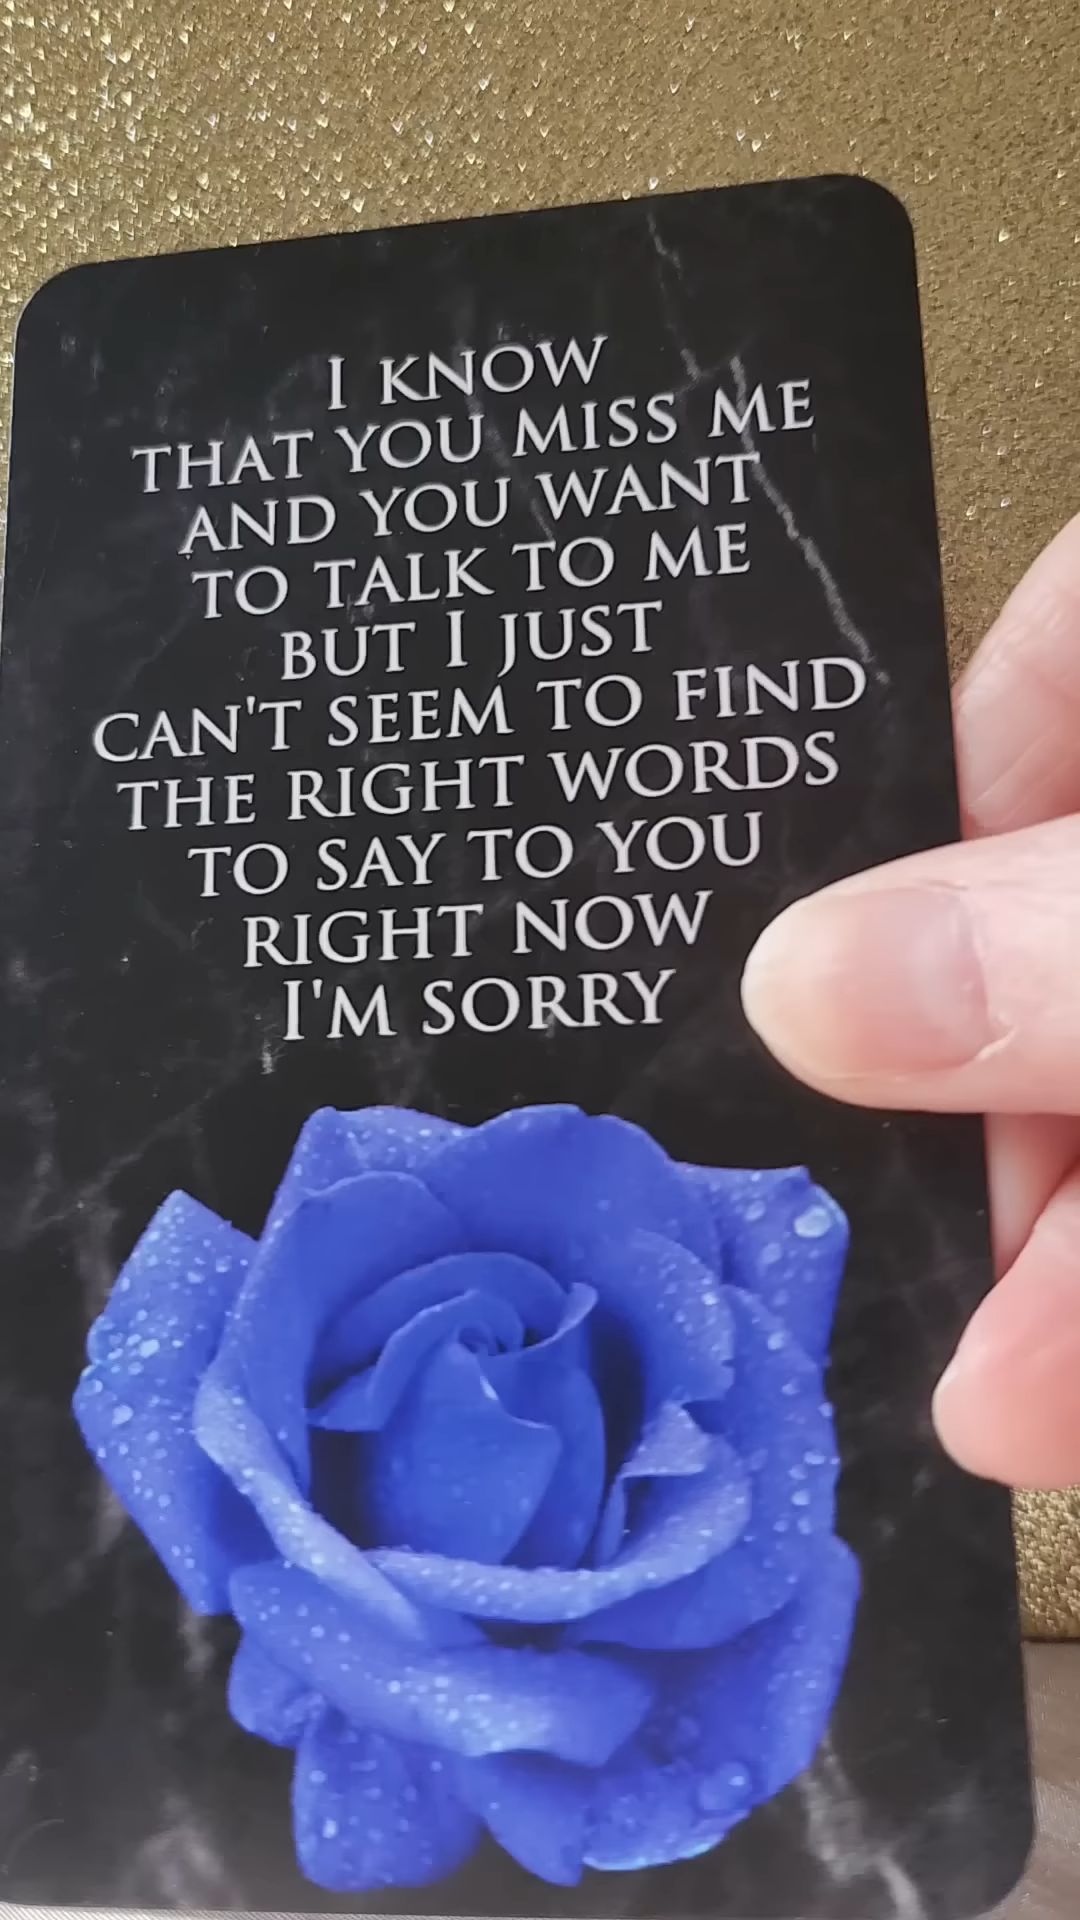 I KNOW
THAT YOU MISS ME
AND YOU WANT
TO TALK TO ME
BUT I JUST
CAN'T SEEM TO FIND
THE RIGHT WORDS
TO SAY TO YOU
RIGHT NOW
I'M SORRY